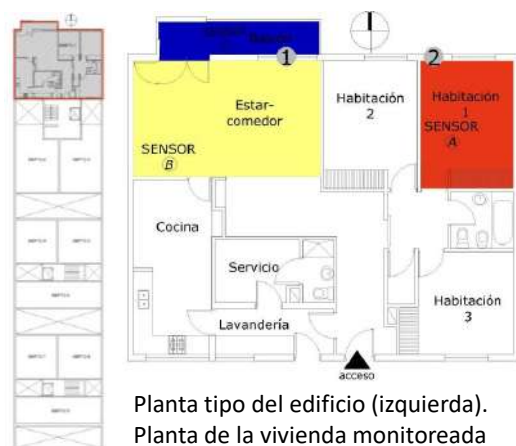 1
2
Estar-
comedor
Habitación
2
Habitación
1
SENSOR
A
SENSOR
B
Cocina
Servicio
Lavandería
Habitación
3
acceso
Planta tipo del edificio (izquierda).
Planta de la vivienda monitoreada